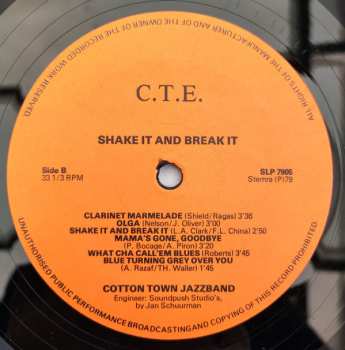 ALL RIGHTS OF THE MANUFACTURER AND OF THE OWNER OF THE RECORDED WORK RESERVED.
C.T.E.
SHAKE IT AND BREAK IT
Side B
33 1/3 RPM
SLP 7906
Stemra (P)79
CLARINET MARMELADE (Shield/Ragas) 3'36
OLGA (Nelson/J. Oliver) 3'00
SHAKE IT AND BREAK IT (L.A. Clark/F.L. China) 2'50
MAMA'S GONE, GOODBYE
(P. Bocage/A. Piron) 3'20
WHAT CHA CALL'EM BLUES (Roberts) 3'45
BLUE TURNING GREY OVER YOU
(A. Razaf/TH. Waller) 1'45
COTTON TOWN JAZZBAND
Engineer: Soundpush Studio's,
by Jan Schuurman
UNAUTHORISED PUBLIC PERFORMANCE BROADCASTING AND COPYING OF THIS RECORD PROHIBITED.